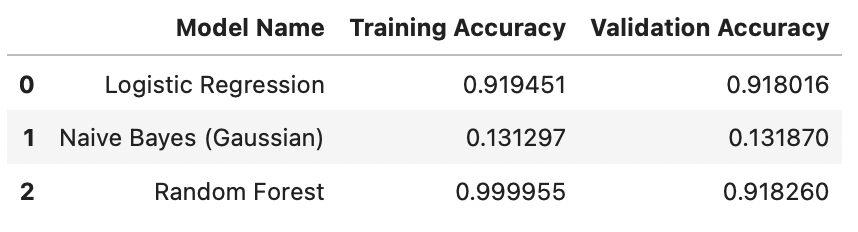 Model Name Training Accuracy Validation Accuracy
0 Logistic Regression 0.919451 0.918016
1 Naive Bayes (Gaussian) 0.131297 0.131870
2 Random Forest 0.999955 0.918260